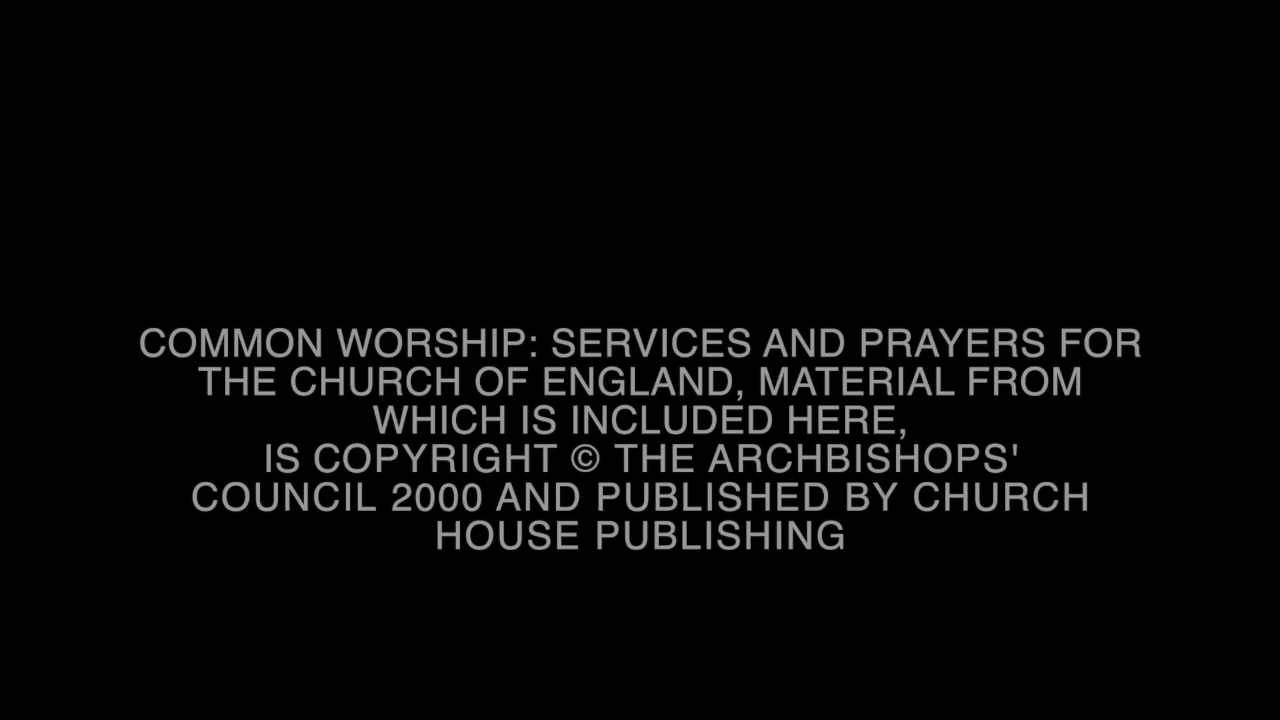 COMMON WORSHIP: SERVICES AND PRAYERS FOR
THE CHURCH OF ENGLAND, MATERIAL FROM
WHICH IS INCLUDED HERE,
IS COPYRIGHT © THE ARCHBISHOPS'
COUNCIL 2000 AND PUBLISHED BY CHURCH
HOUSE PUBLISHING